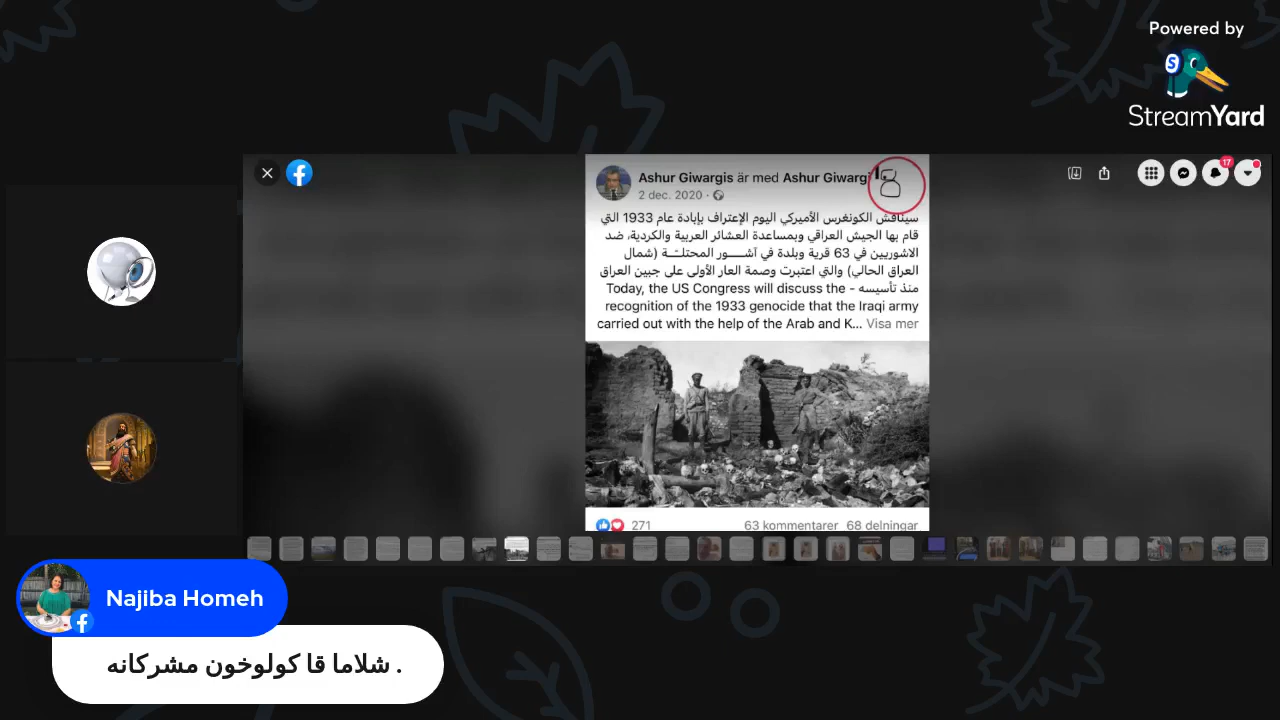 Powered by
StreamYard
17
Ashur Giwargis är med Ashur Giwargi
2 dec. 2020 ·
سيناقش الكونغرس الأميركي اليوم الإعتراف بإبادة عام 1933 التي
قام بها الجيش العراقي وبمساعدة العشائر العربية والكردية، ضد
الاشوريين في 63 قرية وبلدة في آشـــور المحتلـــة (شمال
العراق الحالي) والتي اعتبرت وصمة العار الأولى على جبين العراق
منذ تأسيسه - Today, the US Congress will discuss the
recognition of the 1933 genocide that the Iraqi army
carried out with the help of the Arab and K... Visa mer
271
63 kommentarer 68 delningar
Najiba Homeh
شلاما قا كولوخون مشركانه .